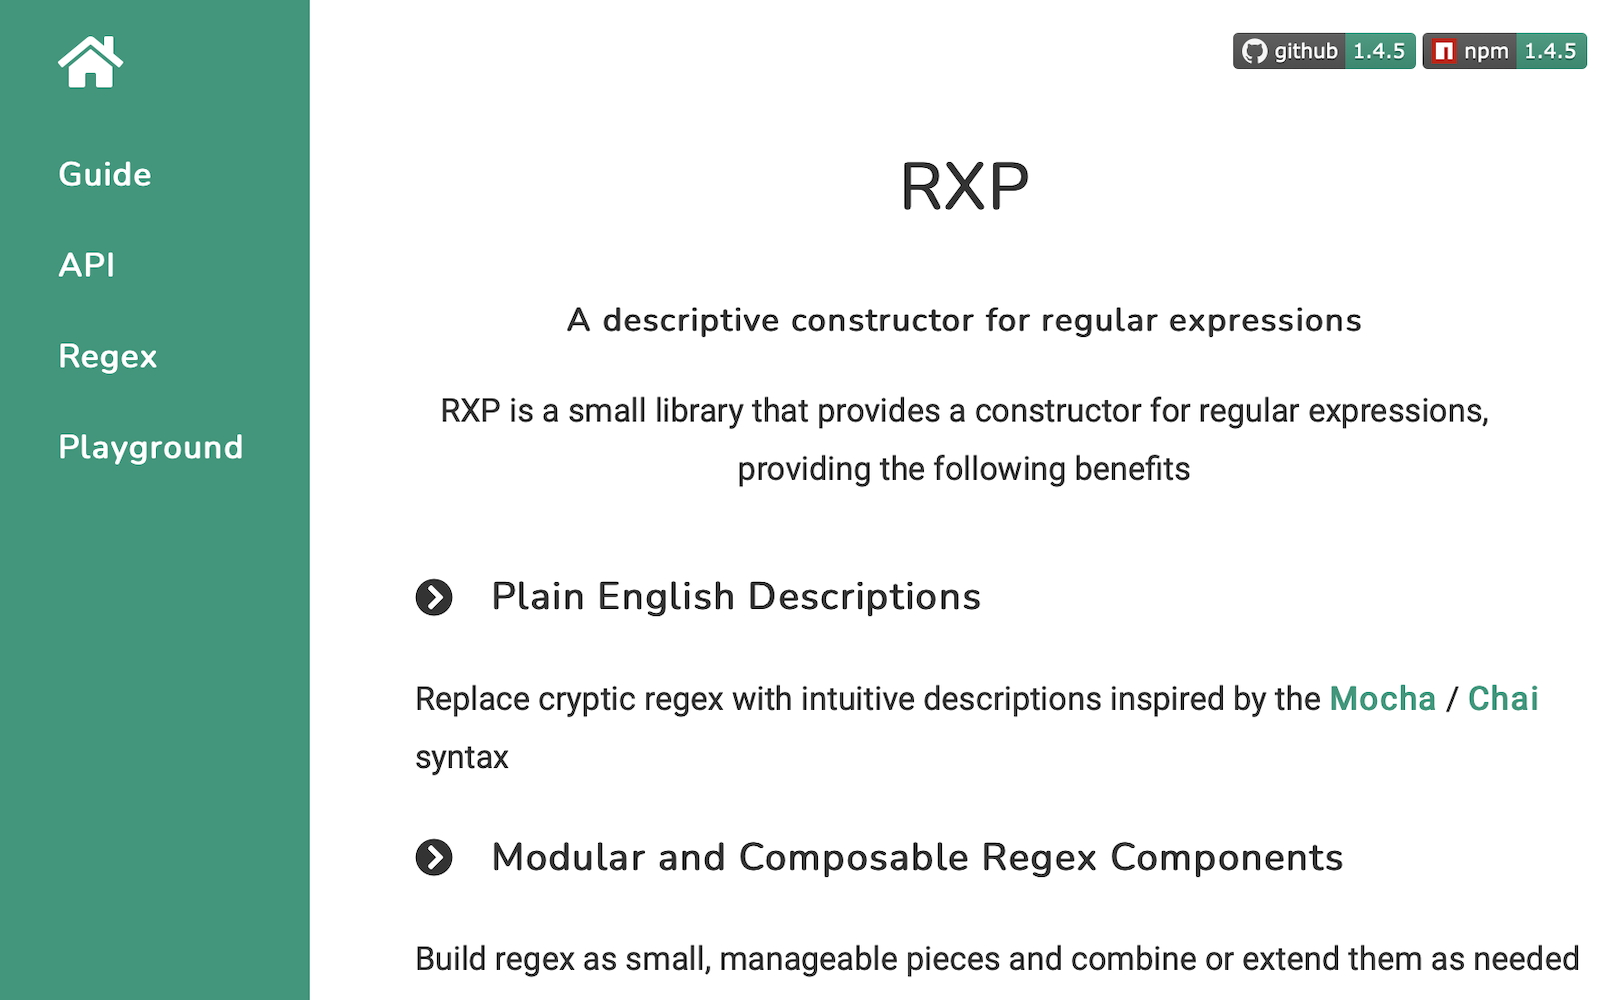 Guide
API
Regex
Playground
github 1.4.5 npm 1.4.5
RXP
A descriptive constructor for regular expressions
RXP is a small library that provides a constructor for regular expressions,
providing the following benefits
Plain English Descriptions
Replace cryptic regex with intuitive descriptions inspired by the Mocha / Chai
syntax
Modular and Composable Regex Components
Build regex as small, manageable pieces and combine or extend them as needed